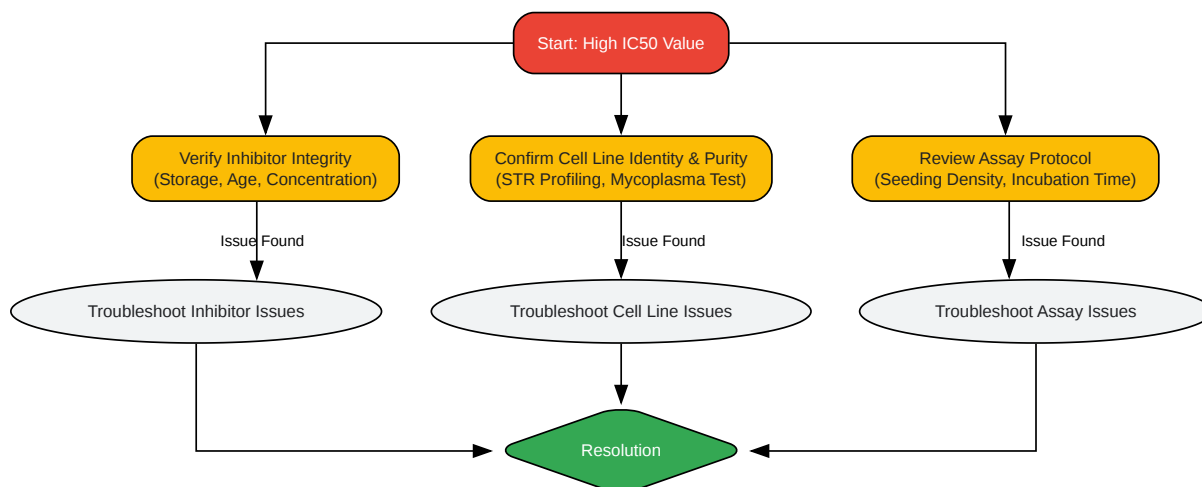 Start: High IC50 Value
Verify Inhibitor Integrity
(Storage, Age, Concentration)
Confirm Cell Line Identity & Purity
(STR Profiling, Mycoplasma Test)
Review Assay Protocol
(Seeding Density, Incubation Time)
Issue Found
Issue Found
Issue Found
Troubleshoot Inhibitor Issues
Troubleshoot Cell Line Issues
Troubleshoot Assay Issues
Resolution